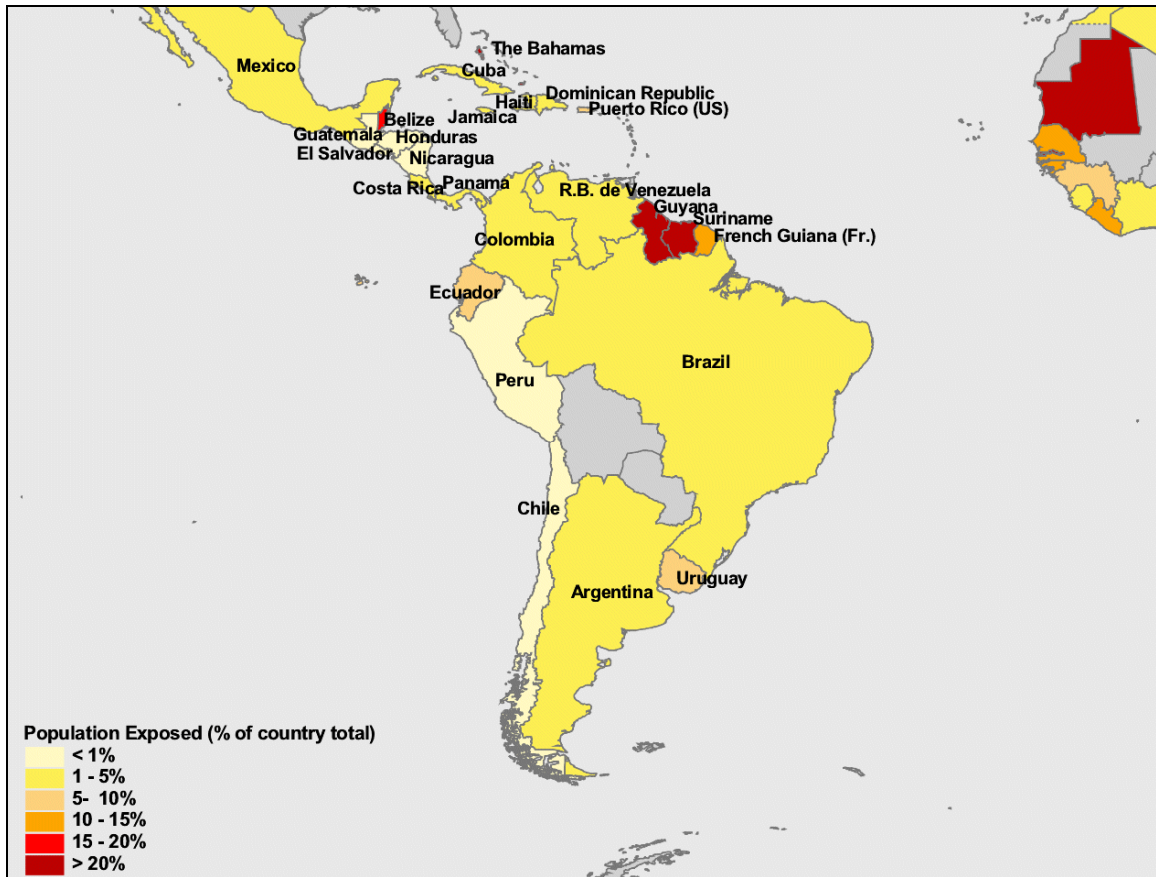 The Bahamas
Mexico
Cuba
Dominican Republic
Haiti
Puerto Rico (US)
Jamaica
Belize
Guatemala
Honduras
El Salvador
Nicaragua
Costa Rica
Panama
R.B. de Venezuela
Guyana
Suriname
French Guiana (Fr.)
Colombia
Ecuador
Brazil
Peru
Chile
Uruguay
Argentina
Population Exposed (% of country total)
< 1%
1 - 5%
5- 10%
10 - 15%
15 - 20%
> 20%